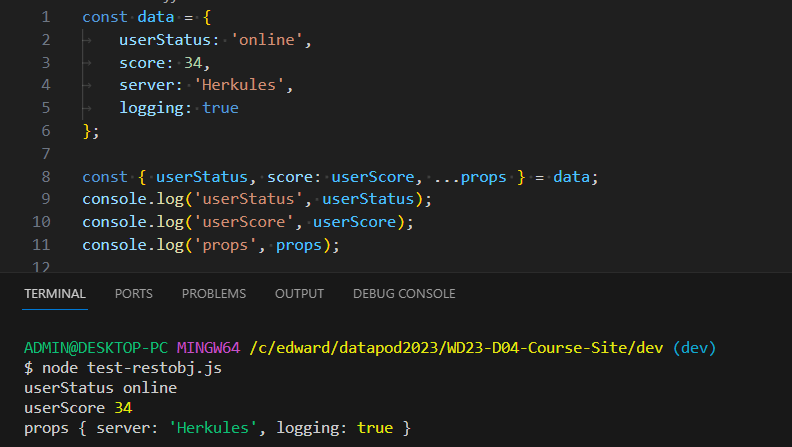 1 const data = {
2 userStatus: 'online',
3 score: 34,
4 server: 'Herkules',
5 logging: true
6 };
7
8 const { userStatus, score: userScore, ...props } = data;
9 console.log('userStatus', userStatus);
10 console.log('userScore', userScore);
11 console.log('props', props);
12
TERMINAL PORTS PROBLEMS OUTPUT DEBUG CONSOLE
ADMIN@DESKTOP-PC MINGW64 /c/edward/datapod2023/WD23-D04-Course-Site/dev (dev)
$ node test-restobj.js
userStatus online
userScore 34
props { server: 'Herkules', logging: true }